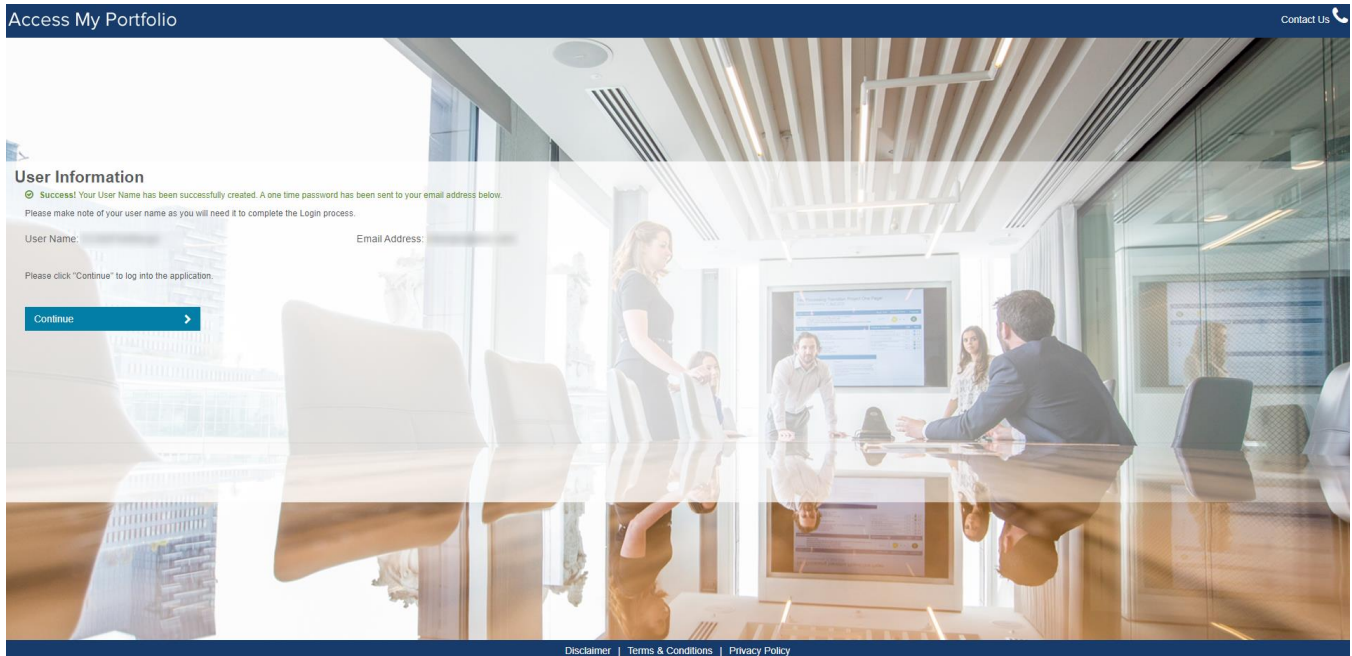 Access My Portfolio
Contact Us
User Information
Success! Your User Name has been successfully created. A one time password has been sent to your email address below.
Please make note of your user name as you will need it to complete the Login process.
User Name:
Email Address:
Please click "Continue" to log into the application.
Continue
Disclaimer | Terms & Conditions | Privacy Policy